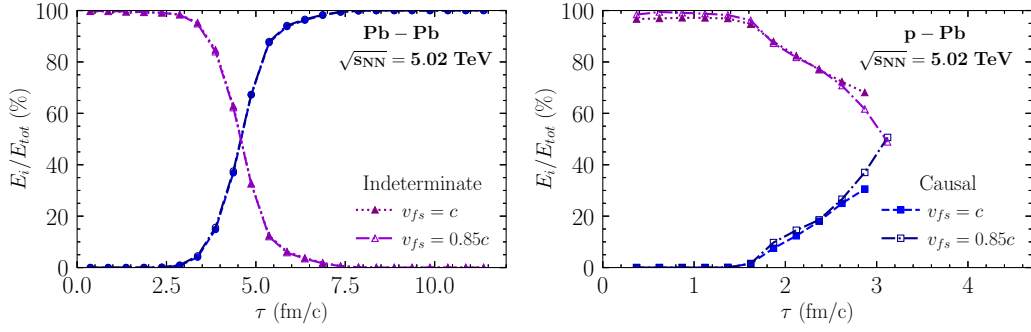 100
80
60
40
20
0
E_i/E_tot (%)
Pb − Pb
√s_NN = 5.02 TeV
Indeterminate
v_fs = c
v_fs = 0.85c
0.0 2.5 5.0 7.5 10.0
τ (fm/c)
100
80
60
40
20
0
E_i/E_tot (%)
p − Pb
√s_NN = 5.02 TeV
Causal
v_fs = c
v_fs = 0.85c
0 1 2 3 4
τ (fm/c)